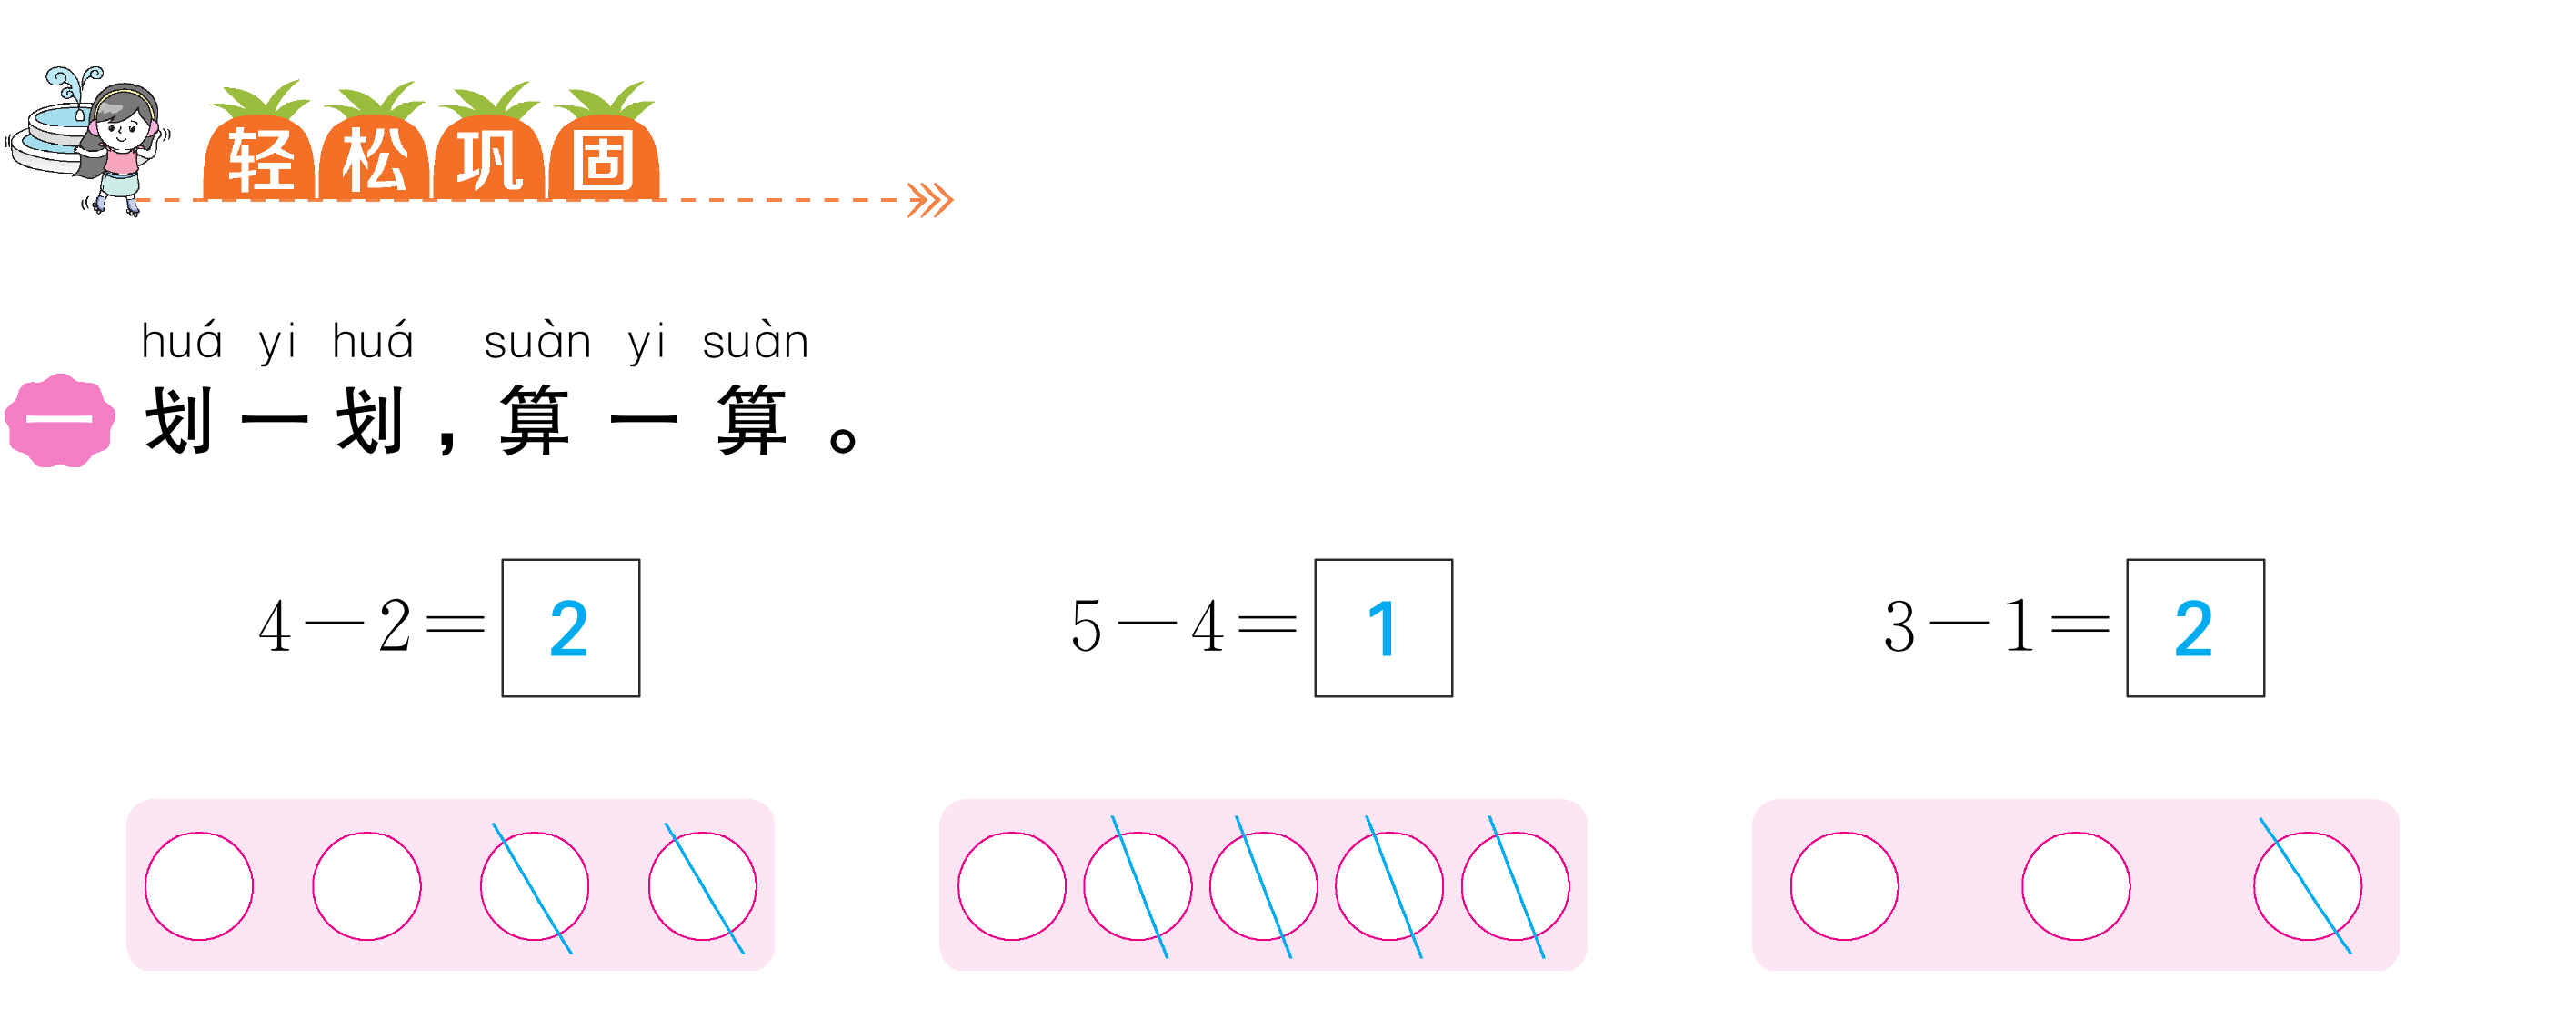 轻松巩固
huá yi huá suàn yi suàn
一 划一划,算一算。
4－2＝2 5－4＝1 3－1＝2